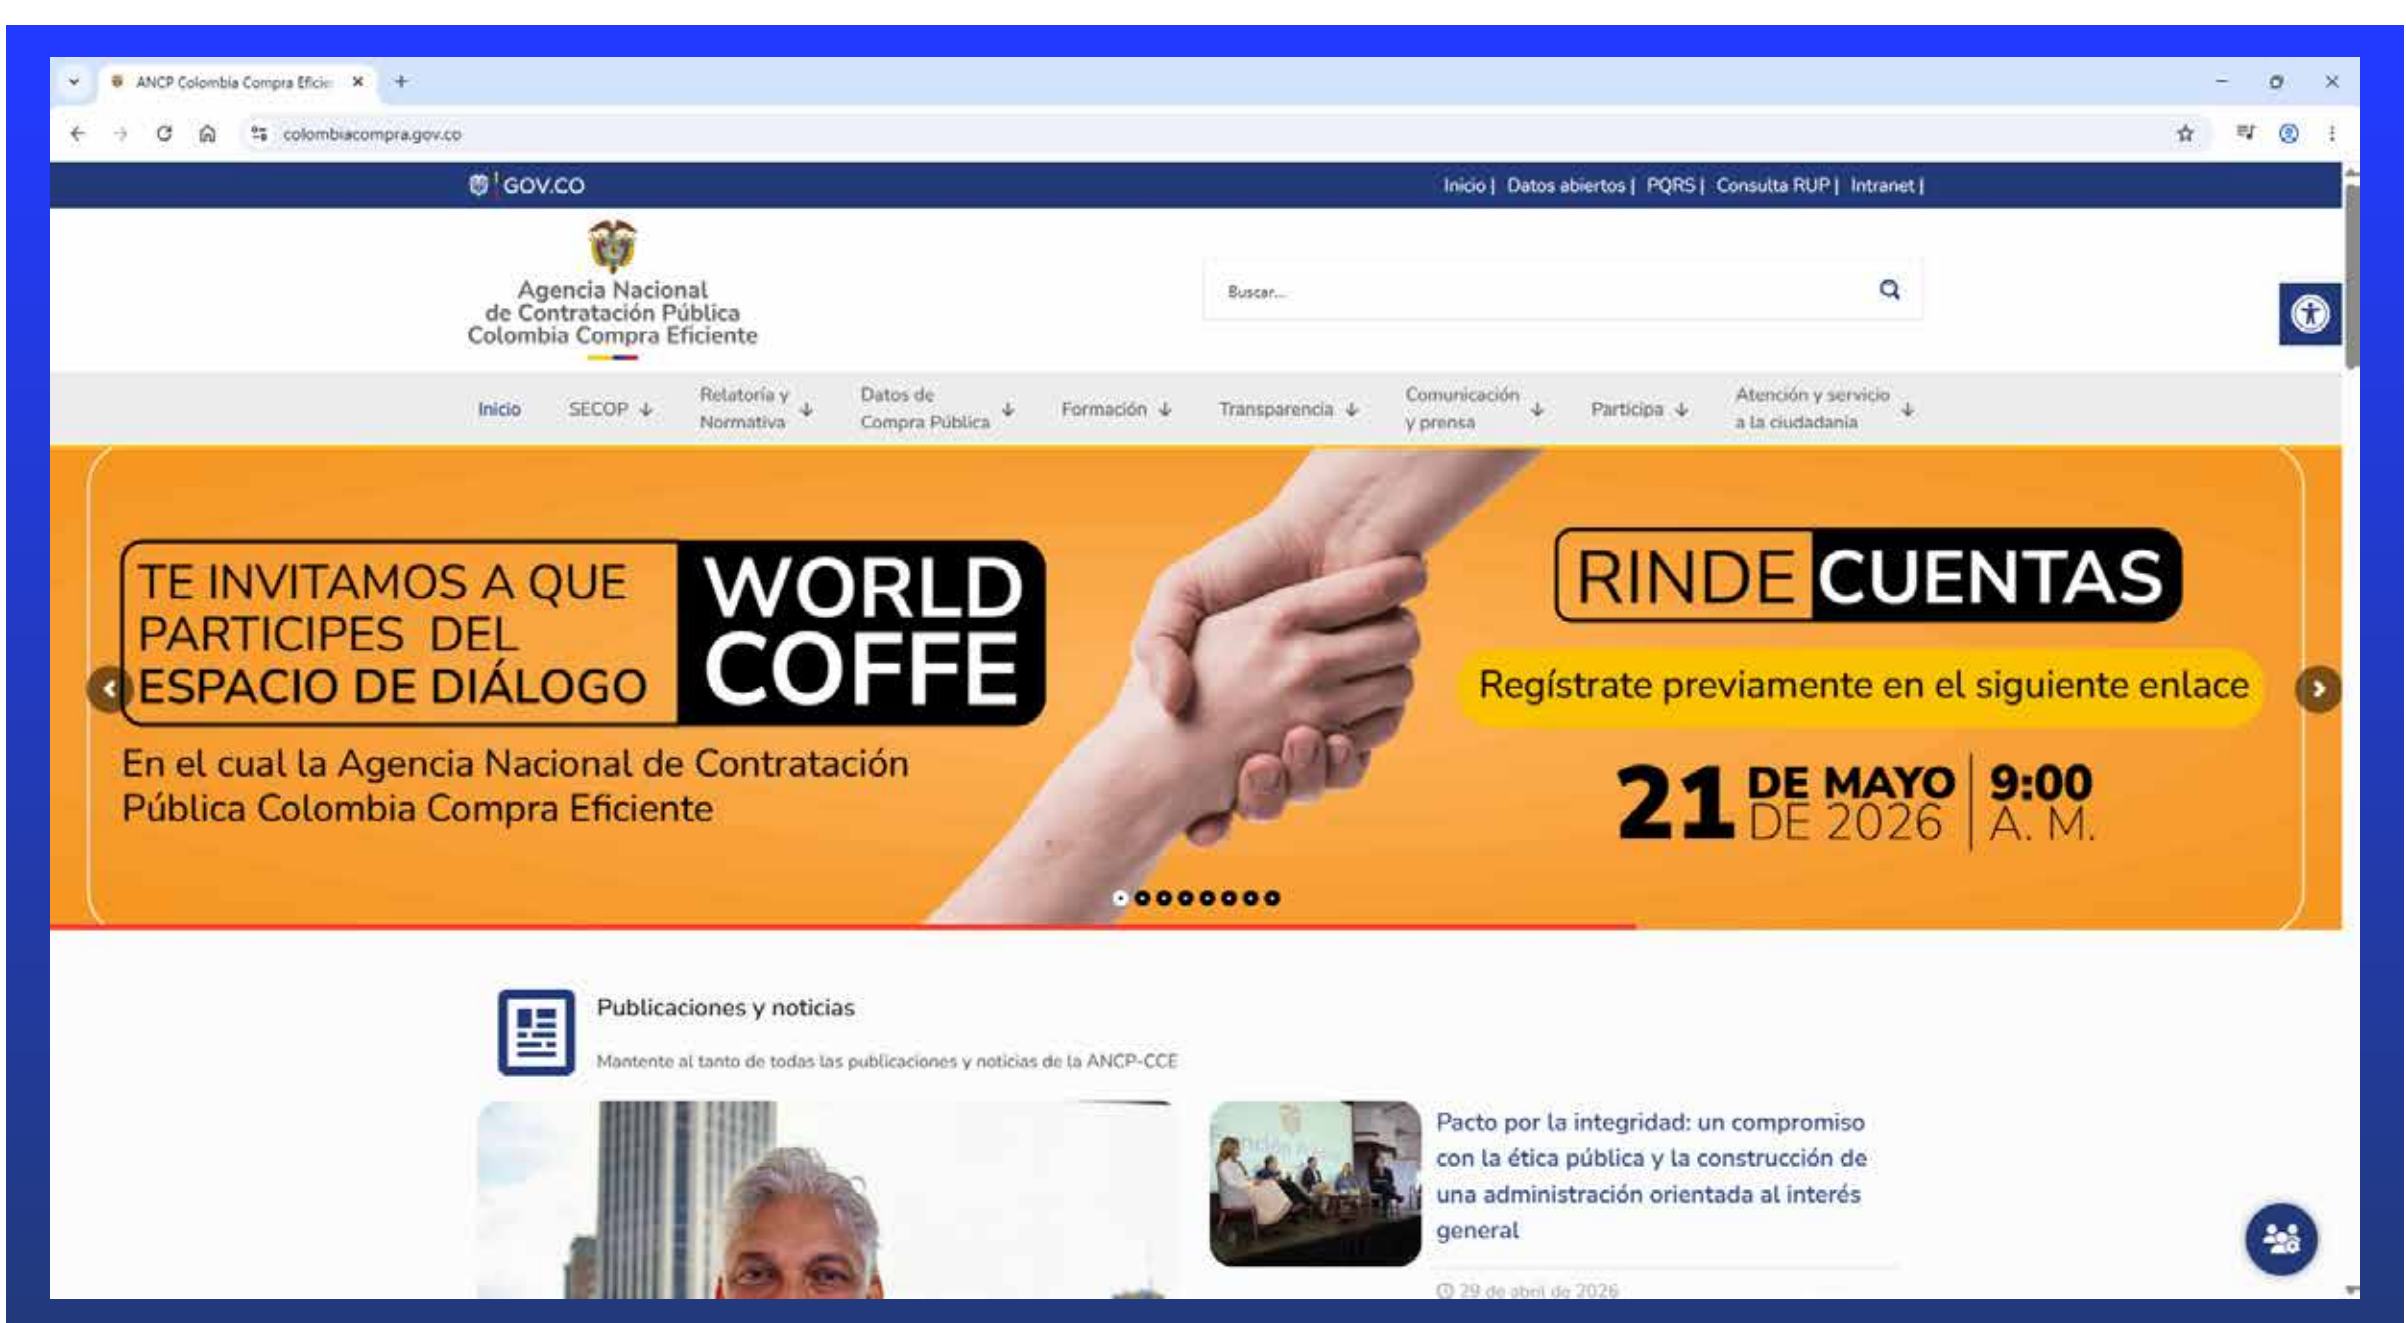 ANCP Colombia Compra Eficie
colombiacompra.gov.co
GOV.CO
Inicio | Datos abiertos | PQRS | Consulta RUP | Intranet |
Agencia Nacional
de Contratación Pública
Colombia Compra Eficiente
Buscar...
Inicio
SECOP
Relatoría y
Normativa
Datos de
Compra Pública
Formación
Transparencia
Comunicación
y prensa
Participa
Atención y servicio
a la ciudadanía
TE INVITAMOS A QUE
PARTICIPES DEL
ESPACIO DE DIÁLOGO
WORLD
COFFE
En el cual la Agencia Nacional de Contratación
Pública Colombia Compra Eficiente
RINDE CUENTAS
Regístrate previamente en el siguiente enlace
21 DE MAYO
DE 2026
9:00
A. M.
Publicaciones y noticias
Mantente al tanto de todas las publicaciones y noticias de la ANCP-CCE
Pacto por la integridad: un compromiso
con la ética pública y la construcción de
una administración orientada al interés
general
29 de abril de 2026